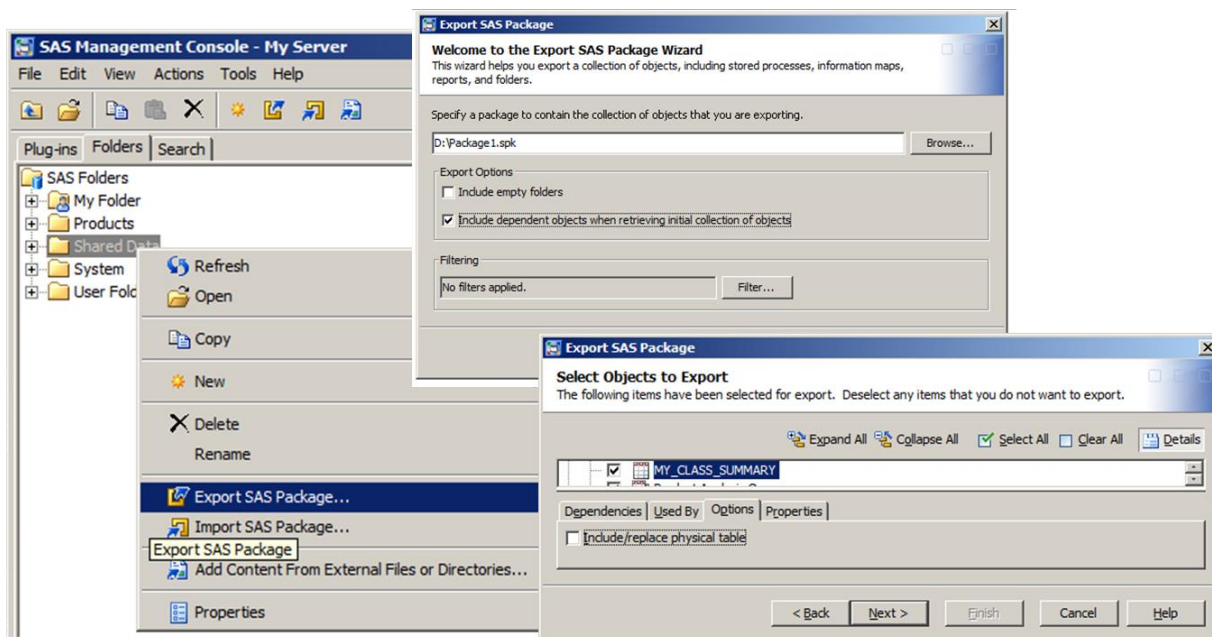 SAS Management Console - My Server
File Edit View Actions Tools Help
Plug-ins Folders Search
SAS Folders
My Folder
Products
Shared Data
System
User Fold
Refresh
Open
Copy
New
Delete
Rename
Export SAS Package...
Import SAS Package...
Export SAS Package
Add Content From External Files or Directories...
Properties
Export SAS Package
Welcome to the Export SAS Package Wizard
This wizard helps you export a collection of objects, including stored processes, information maps,
reports, and folders.
Specify a package to contain the collection of objects that you are exporting.
D:\Package1.spk Browse...
Export Options
Include empty folders
Include dependent objects when retrieving initial collection of objects
Filtering
No filters applied. Filter...
Export SAS Package
Select Objects to Export
The following items have been selected for export. Deselect any items that you do not want to export.
Expand All Collapse All Select All Clear All Details
MY_CLASS_SUMMARY
Dependencies Used By Options Properties
Include/replace physical table
< Back Next > Finish Cancel Help